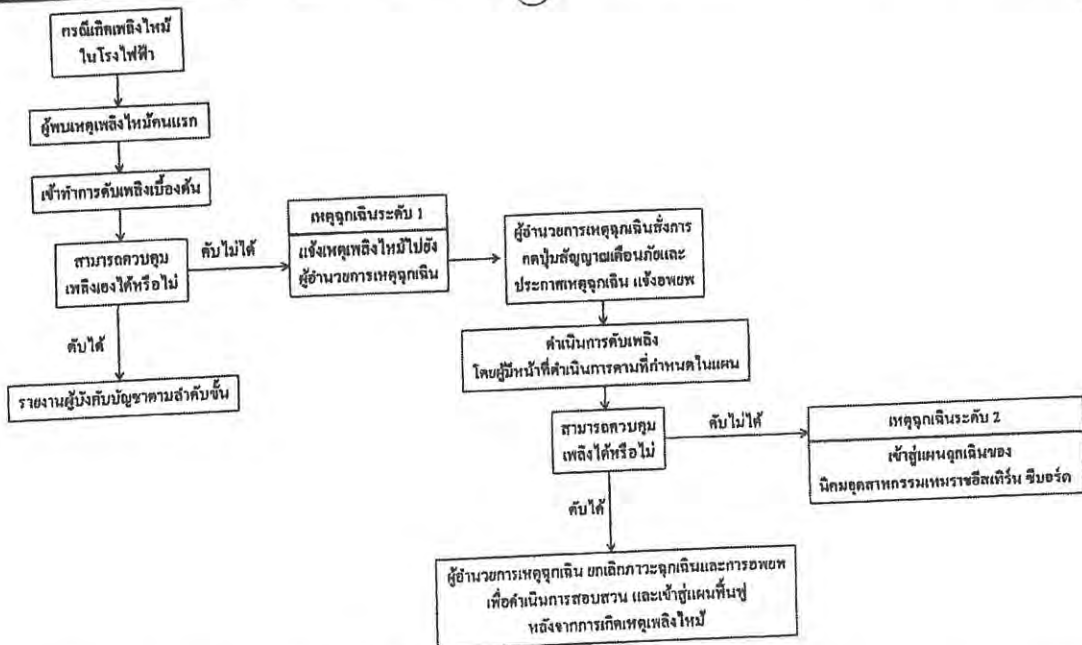 กรณีเกิดเพลิงไหม้
ในโรงไฟฟ้า
ผู้พบเหตุเพลิงไหม้คนแรก
เข้าทำการดับเพลิงเบื้องต้น
สามารถควบคุม
เพลิงเองได้หรือไม่
ดับไม่ได้
ดับได้
รายงานผู้บังคับบัญชาตามลำดับชั้น
เหตุฉุกเฉินระดับ 1
แจ้งเหตุเพลิงไหม้ไปยัง
ผู้อำนวยการเหตุฉุกเฉิน
ผู้อำนวยการเหตุฉุกเฉินสั่งการ
กดปุ่มสัญญาณเตือนภัยและ
ประกาศเหตุฉุกเฉิน แจ้งอพยพ
ดำเนินการดับเพลิง
โดยผู้มีหน้าที่ดำเนินการตามที่กำหนดในแผน
สามารถควบคุม
เพลิงได้หรือไม่
ดับไม่ได้
เหตุฉุกเฉินระดับ 2
เข้าสู่แผนฉุกเฉินของ
นิคมอุตสาหกรรมเหมราชอีสเทิร์น ซีบอร์ด
ดับได้
ผู้อำนวยการเหตุฉุกเฉิน ยกเลิกภาวะฉุกเฉินและการอพยพ
เพื่อดำเนินการสอบสวน และเข้าสู่แผนฟื้นฟู
หลังจากการเกิดเหตุเพลิงไหม้